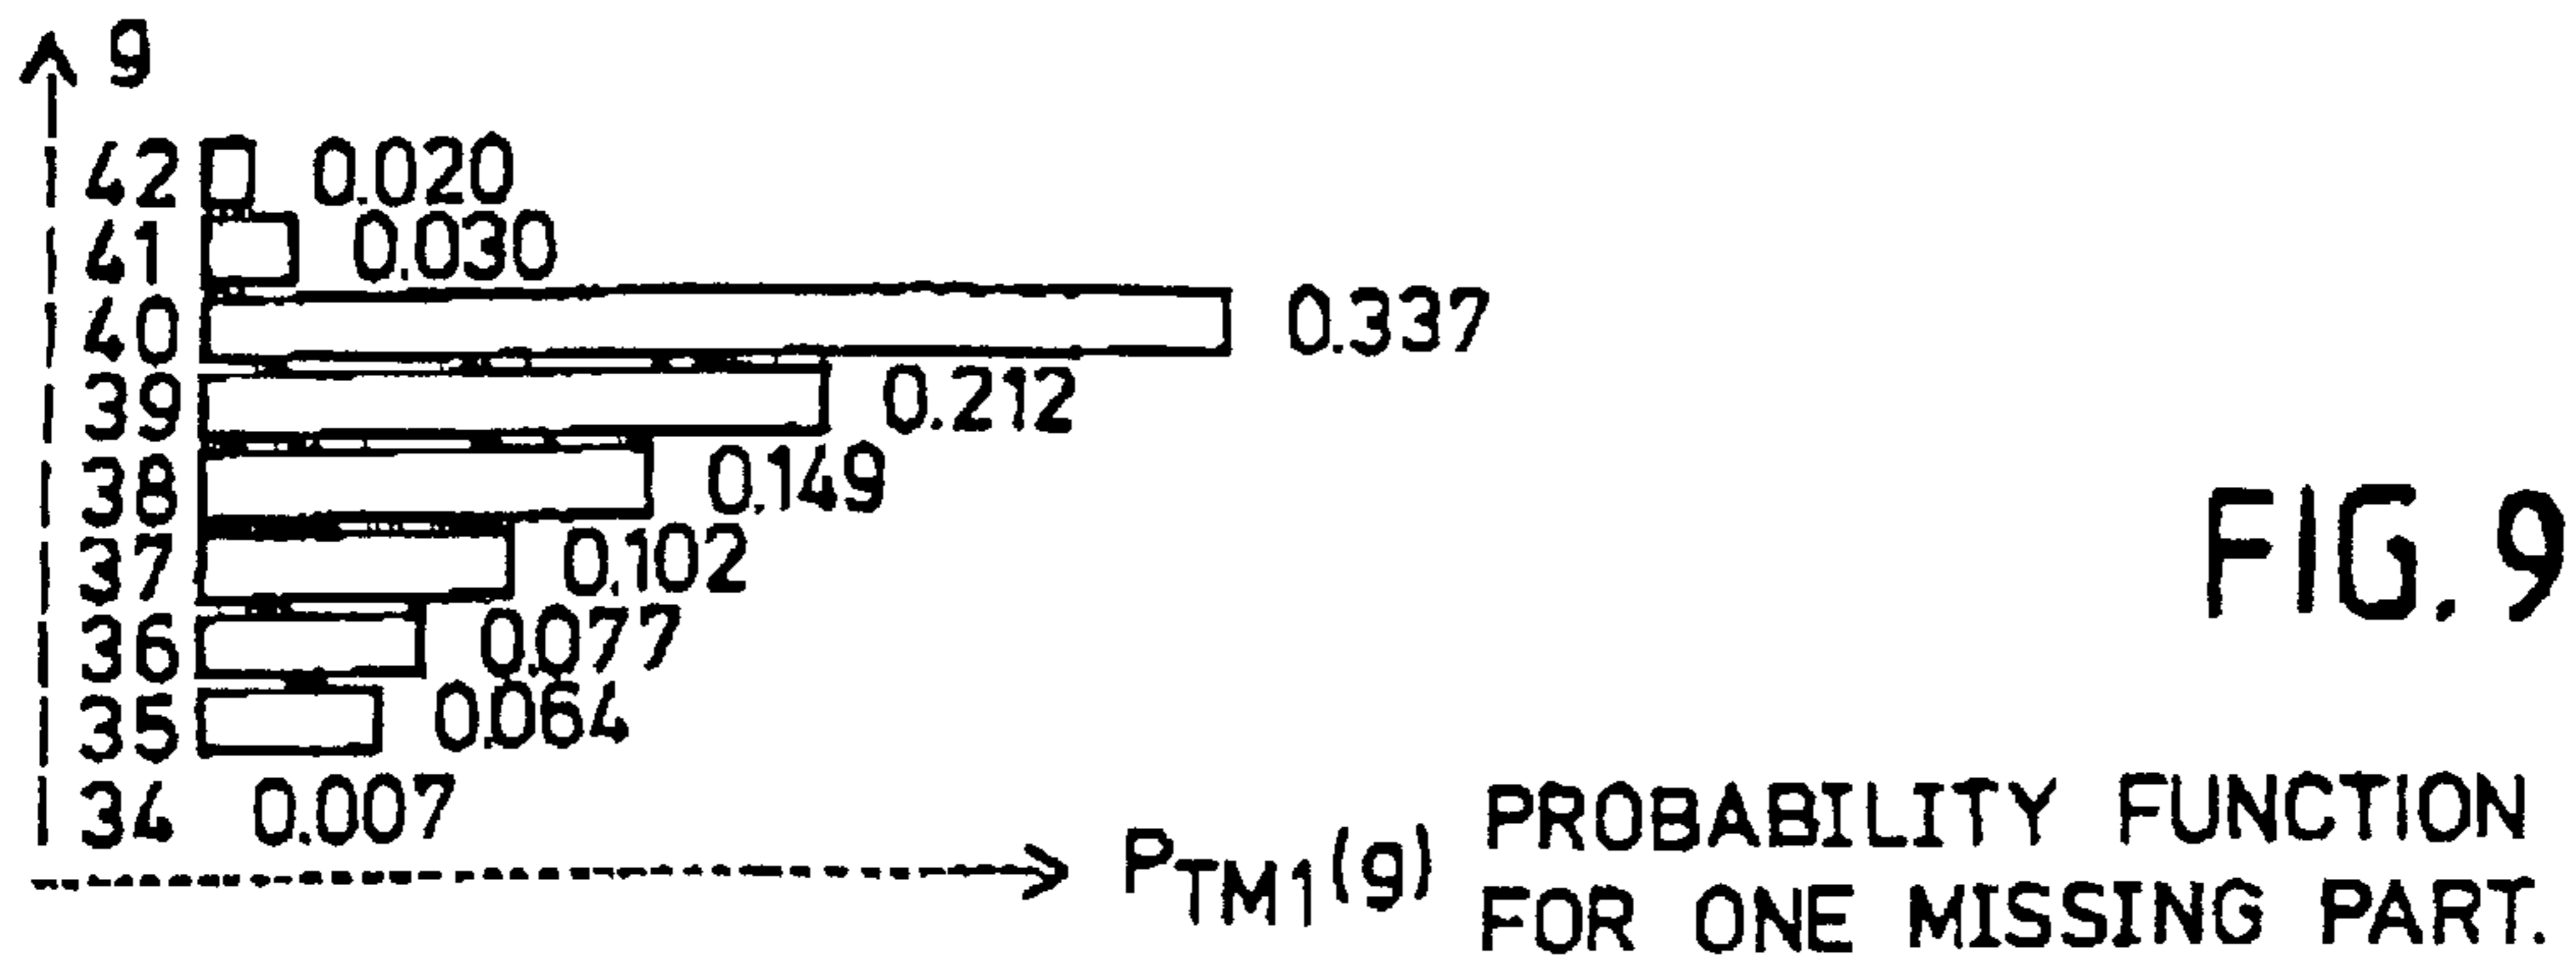 g
42 0.020
41 0.030
40 0.337
39 0.212
38 0.149
37 0.102
36 0.077
35 0.064
34 0.007
PTM1(g)
PROBABILITY FUNCTION
FOR ONE MISSING PART.
FIG. 9